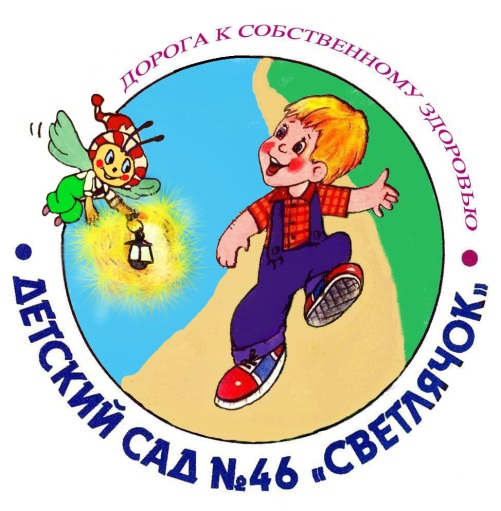 ДОРОГА К СОБСТВЕННОМУ ЗДОРОВЬЮ
• ДЕТСКИЙ САД №46 „СВЕТЛЯЧОК" •